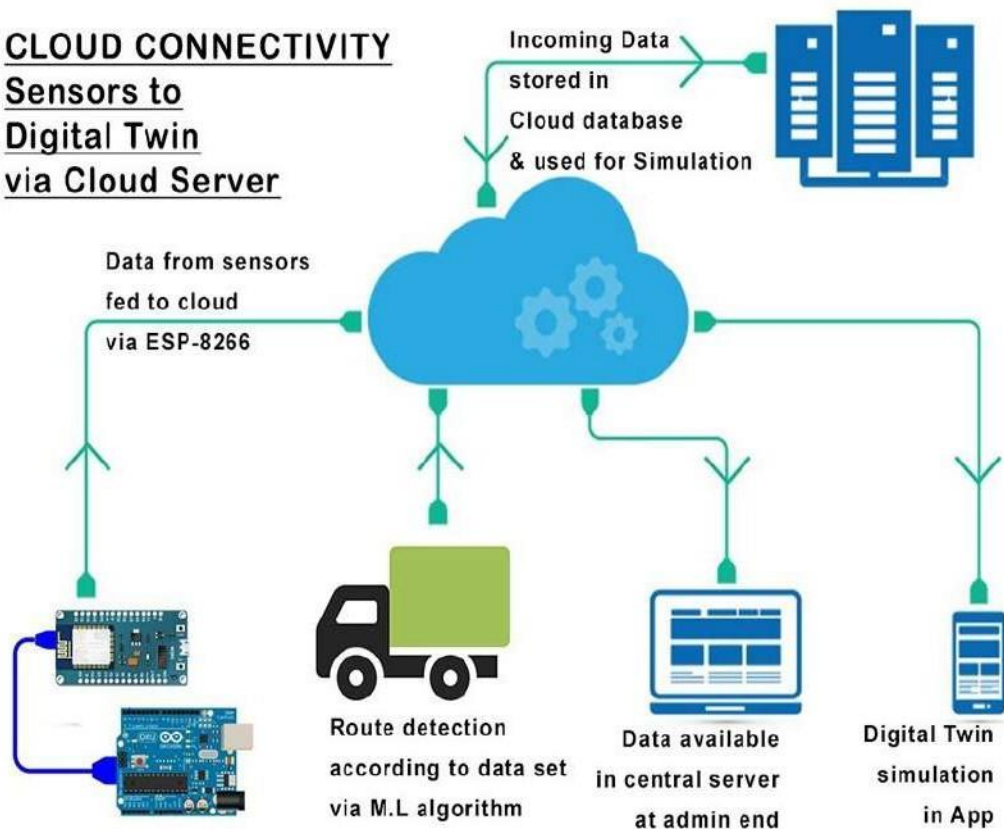 CLOUD CONNECTIVITY
Sensors to
Digital Twin
via Cloud Server
Incoming Data
stored in
Cloud database
& used for Simulation
Data from sensors
fed to cloud
via ESP-8266
Route detection
according to data set
via M.L algorithm
Data available
in central server
at admin end
Digital Twin
simulation
in App